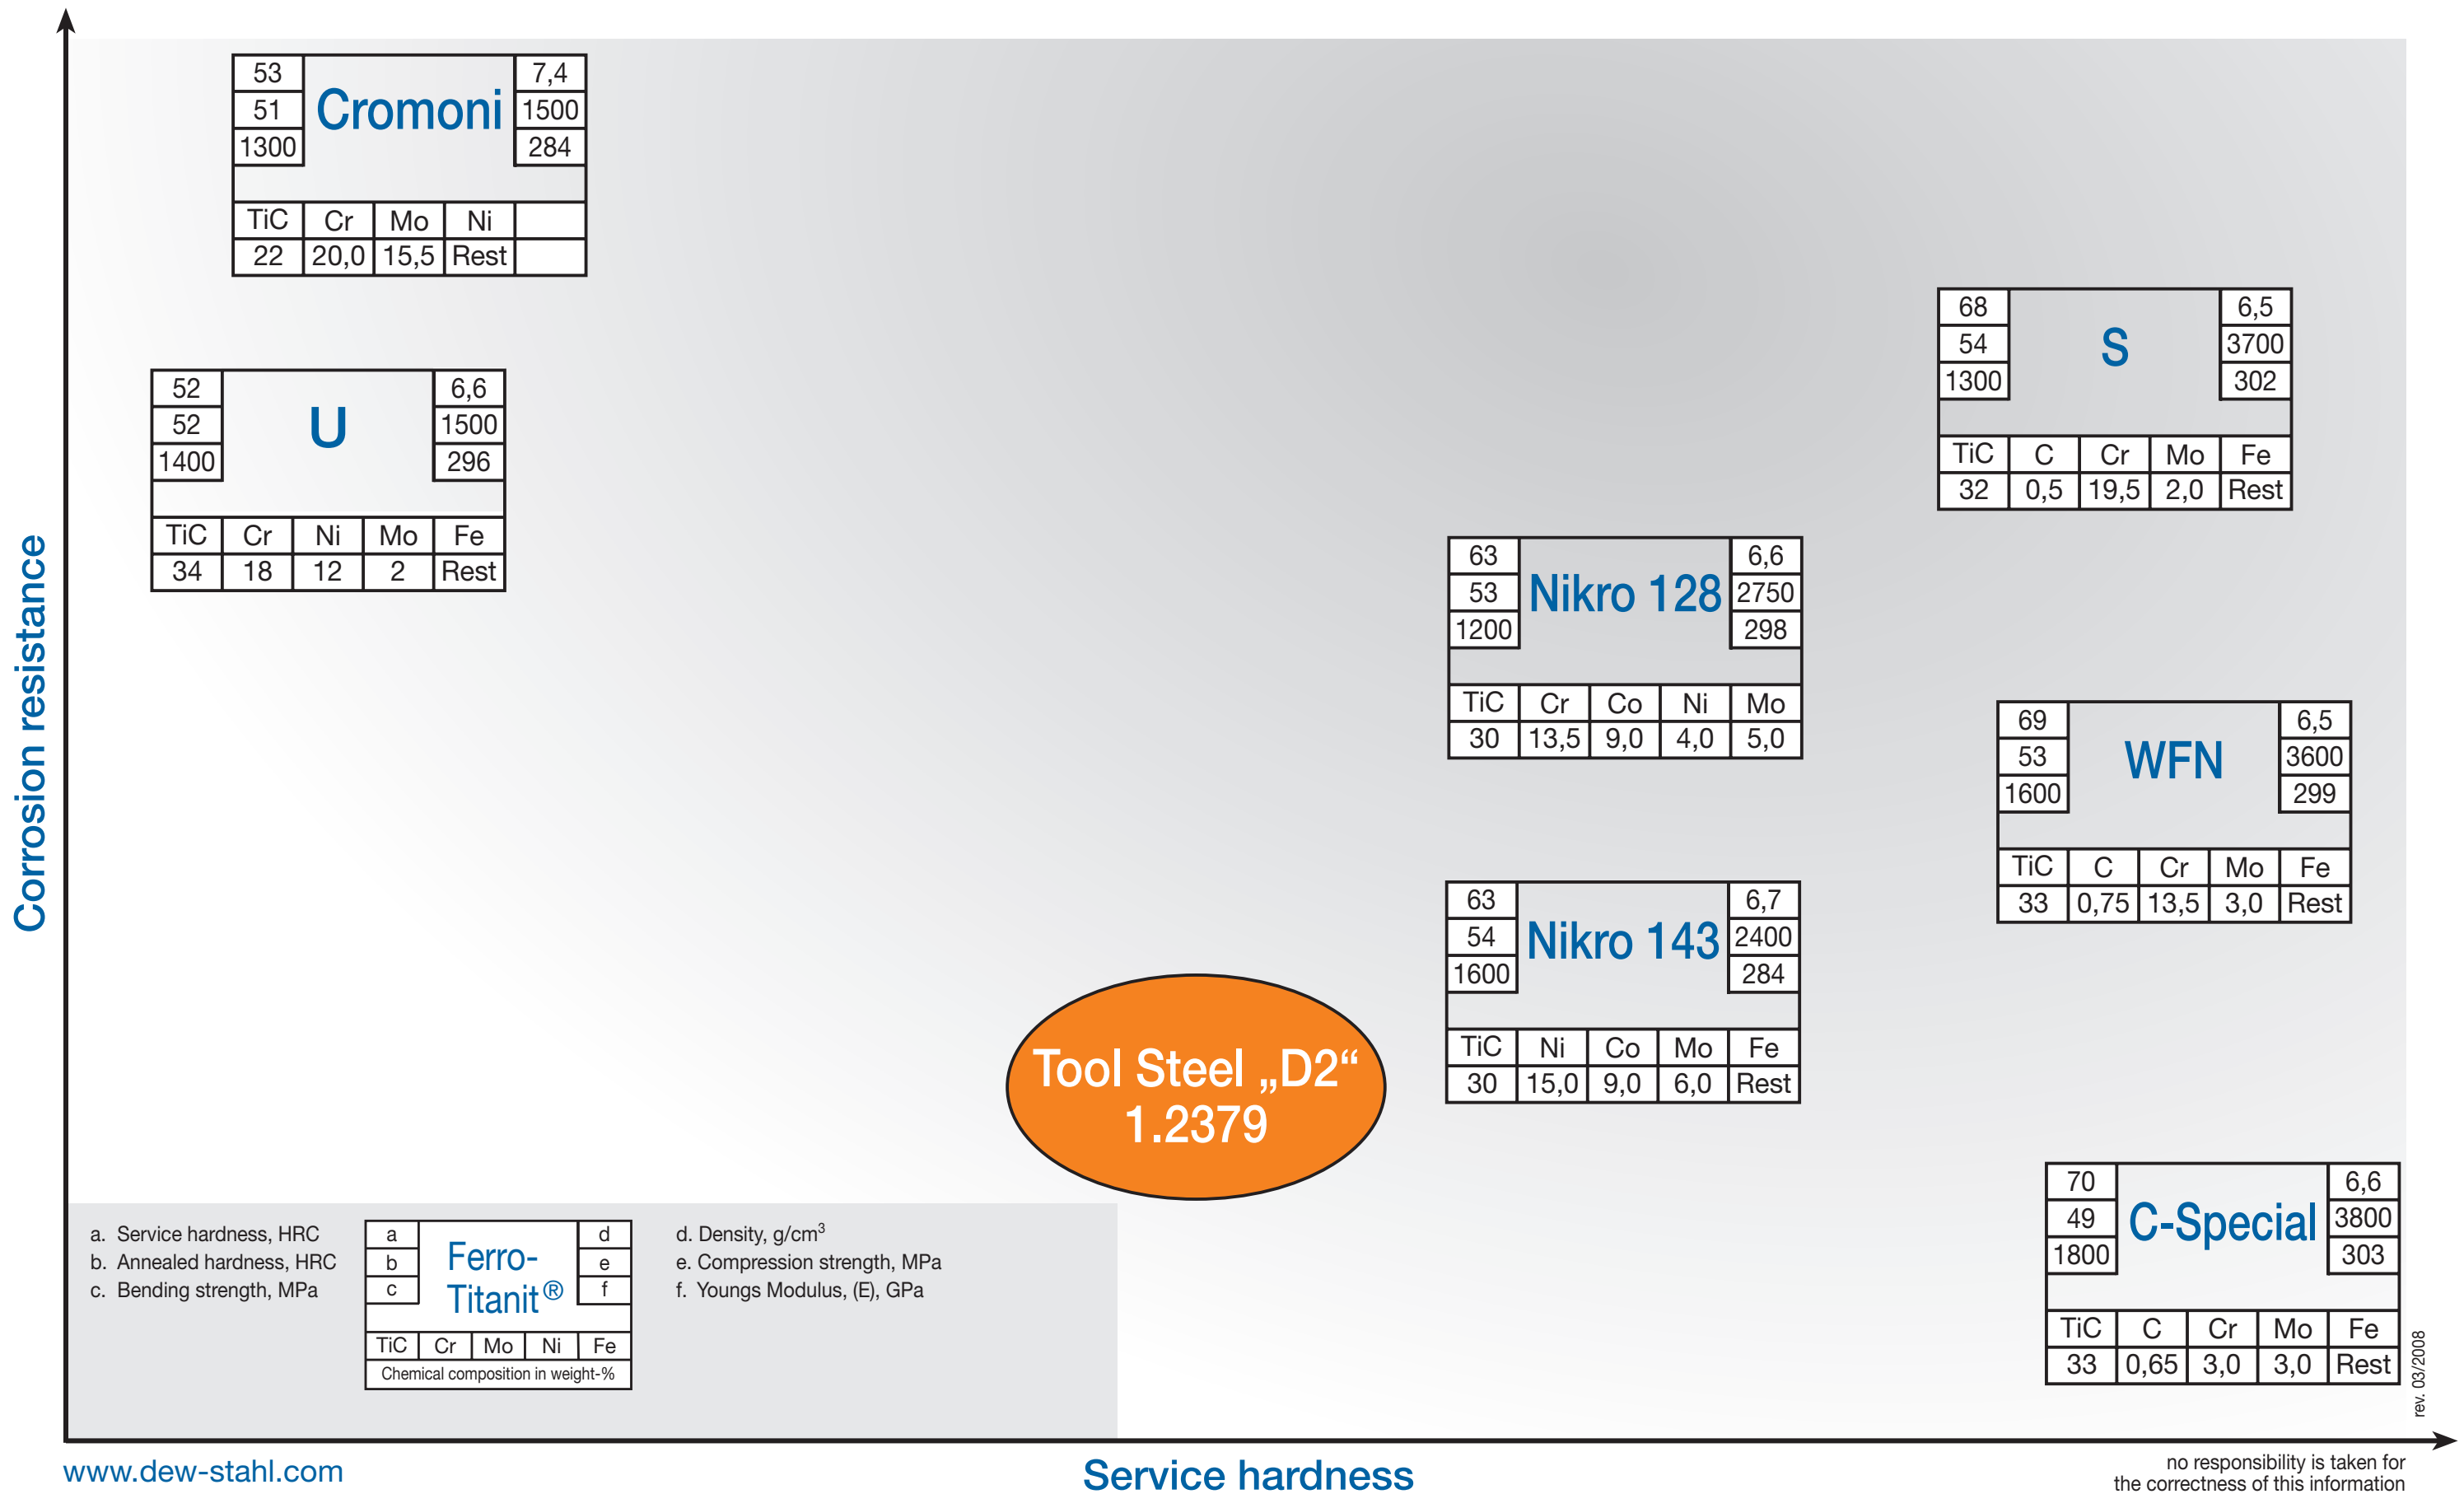 Corrosion resistance
53 Cromoni 7,4
51 1500
1300 284
TiC Cr Mo Ni
22 20,0 15,5 Rest
68 S 6,5
54 3700
1300 302
TiC C Cr Mo Fe
32 0,5 19,5 2,0 Rest
52 U 6,6
52 1500
1400 296
TiC Cr Ni Mo Fe
34 18 12 2 Rest
63 Nikro 128 6,6
53 2750
1200 298
TiC Cr Co Ni Mo
30 13,5 9,0 4,0 5,0
69 WFN 6,5
53 3600
1600 299
TiC C Cr Mo Fe
33 0,75 13,5 3,0 Rest
63 Nikro 143 6,7
54 2400
1600 284
TiC Ni Co Mo Fe
30 15,0 9,0 6,0 Rest
Tool Steel „D2“
1.2379
70 C-Special 6,6
49 3800
1800 303
TiC C Cr Mo Fe
33 0,65 3,0 3,0 Rest
a. Service hardness, HRC
b. Annealed hardness, HRC
c. Bending strength, MPa
a Ferro- d
b Titanit® e
c f
TiC Cr Mo Ni Fe
Chemical composition in weight-%
d. Density, g/cm³
e. Compression strength, MPa
f. Youngs Modulus, (E), GPa
rev. 03/2008
www.dew-stahl.com
Service hardness
no responsibility is taken for
the correctness of this information